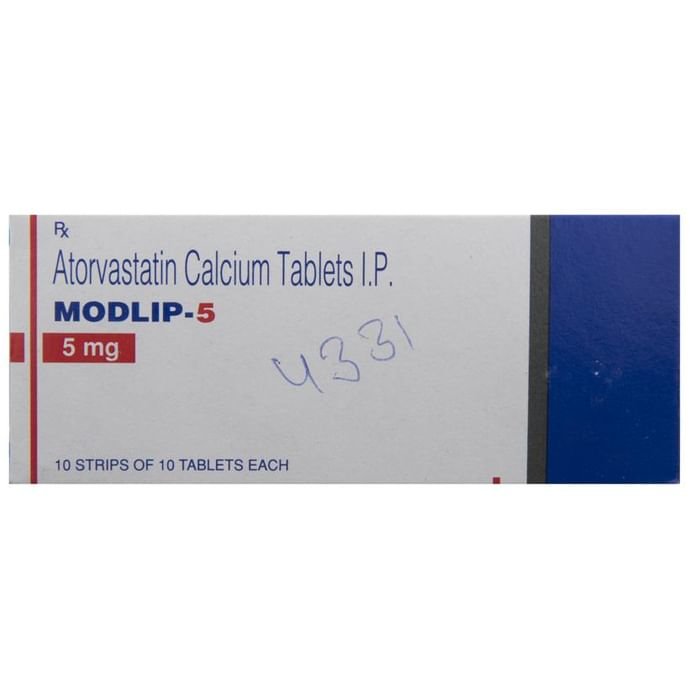 Rx
Atorvastatin Calcium Tablets I.P.
MODLIP-5
5 mg
4331
10 STRIPS OF 10 TABLETS EACH